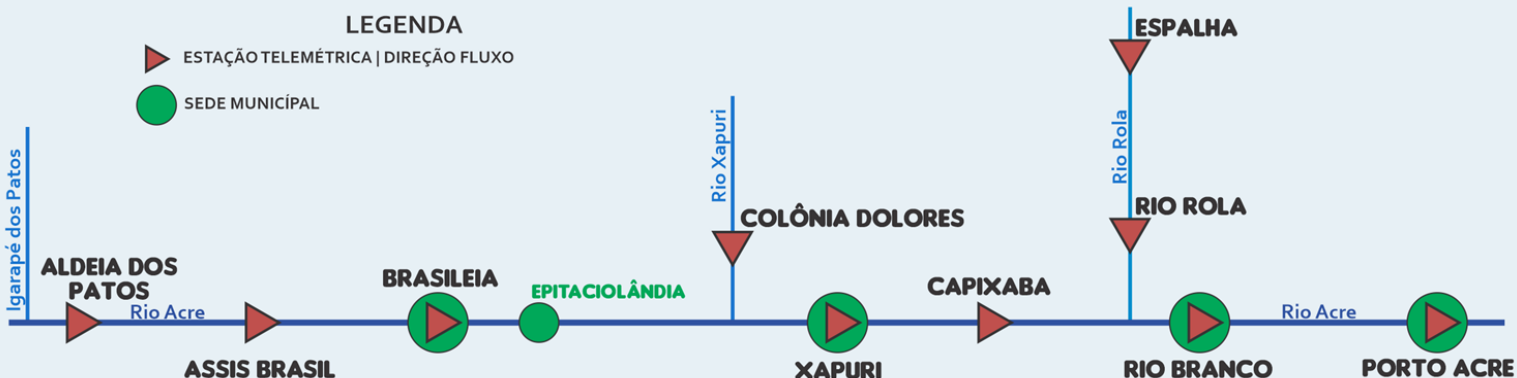 LEGENDA
ESTAÇÃO TELEMÉTRICA | DIREÇÃO FLUXO
SEDE MUNICÍPAL
Igarapé dos Patos
ALDEIA DOS
PATOS
Rio Acre
ASSIS BRASIL
BRASILEIA
EPITACIOLÂNDIA
Rio Xapuri
COLÔNIA DOLORES
XAPURI
CAPIXABA
ESPALHA
Rio Rola
RIO ROLA
RIO BRANCO
Rio Acre
PORTO ACRE